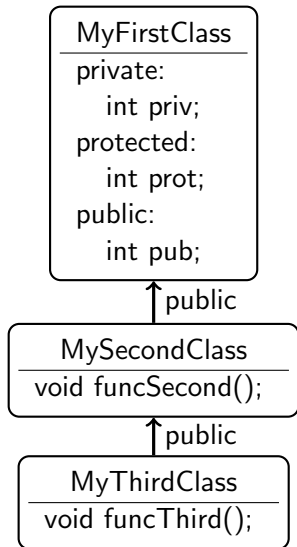 MyFirstClass
private:
int priv;
protected:
int prot;
public:
int pub;
public
MySecondClass
void funcSecond();
public
MyThirdClass
void funcThird();